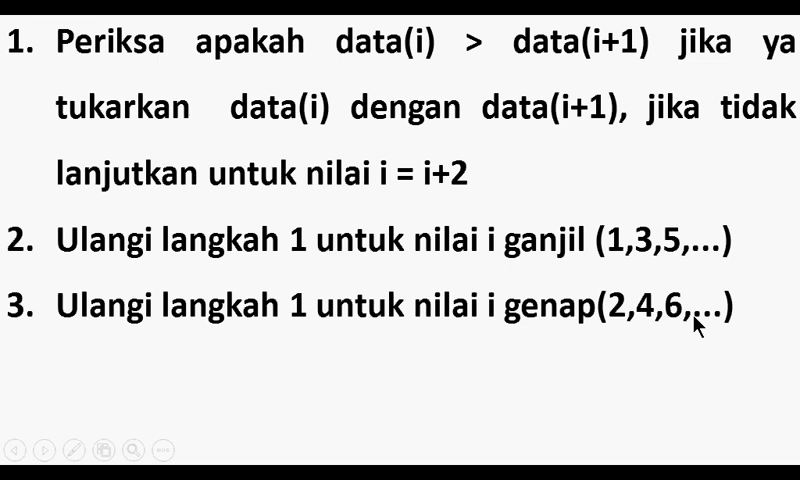 1. Periksa apakah data(i) > data(i+1) jika ya
tukarkan data(i) dengan data(i+1), jika tidak
lanjutkan untuk nilai i = i+2
2. Ulangi langkah 1 untuk nilai i ganjil (1,3,5,...)
3. Ulangi langkah 1 untuk nilai i genap(2,4,6,...)